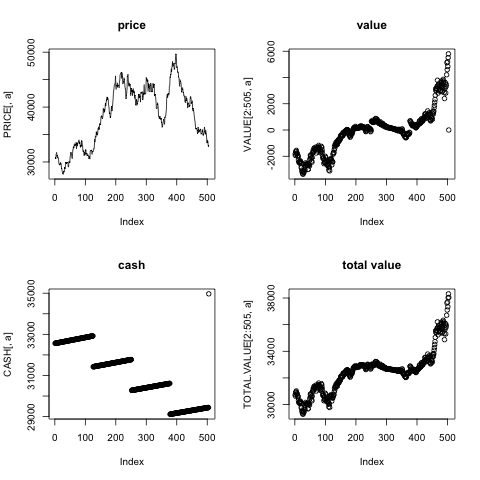 price
PRICE[, a]
30000 40000 50000
0 100 200 300 400 500
Index
value
VALUE[2:505, a]
-2000 0 2000 6000
0 100 200 300 400 500
Index
cash
CASH[, a]
29000 31000 33000 35000
0 100 200 300 400 500
Index
total value
TOTAL.VALUE[2:505, a]
30000 34000 38000
0 100 200 300 400 500
Index